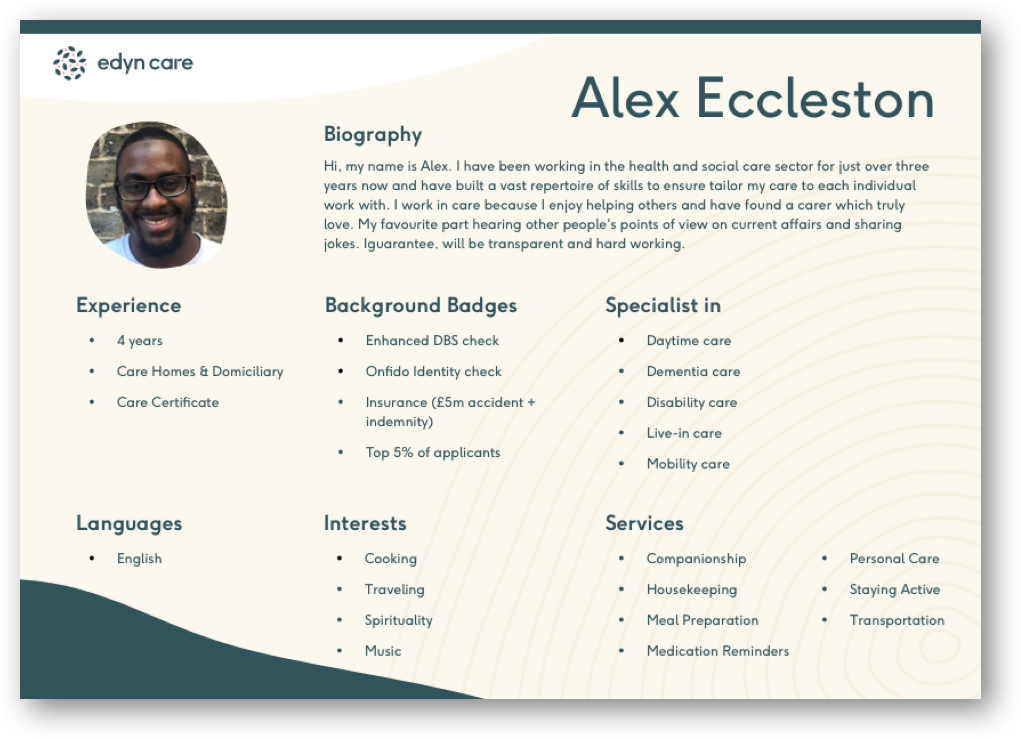 edyn care
Alex Eccleston
Biography
Hi, my name is Alex. I have been working in the health and social care sector for just over three
years now and have built a vast repertoire of skills to ensure tailor my care to each individual
work with. I work in care because I enjoy helping others and have found a carer which truly
love. My favourite part hearing other people's points of view on current affairs and sharing
jokes. Iguarantee, will be transparent and hard working.
Experience
• 4 years
• Care Homes & Domiciliary
• Care Certificate
Background Badges
• Enhanced DBS check
• Onfido Identity check
• Insurance (£5m accident +
indemnity)
• Top 5% of applicants
Specialist in
• Daytime care
• Dementia care
• Disability care
• Live-in care
• Mobility care
Languages
• English
Interests
• Cooking
• Traveling
• Spirituality
• Music
Services
• Companionship
• Housekeeping
• Meal Preparation
• Medication Reminders
• Personal Care
• Staying Active
• Transportation